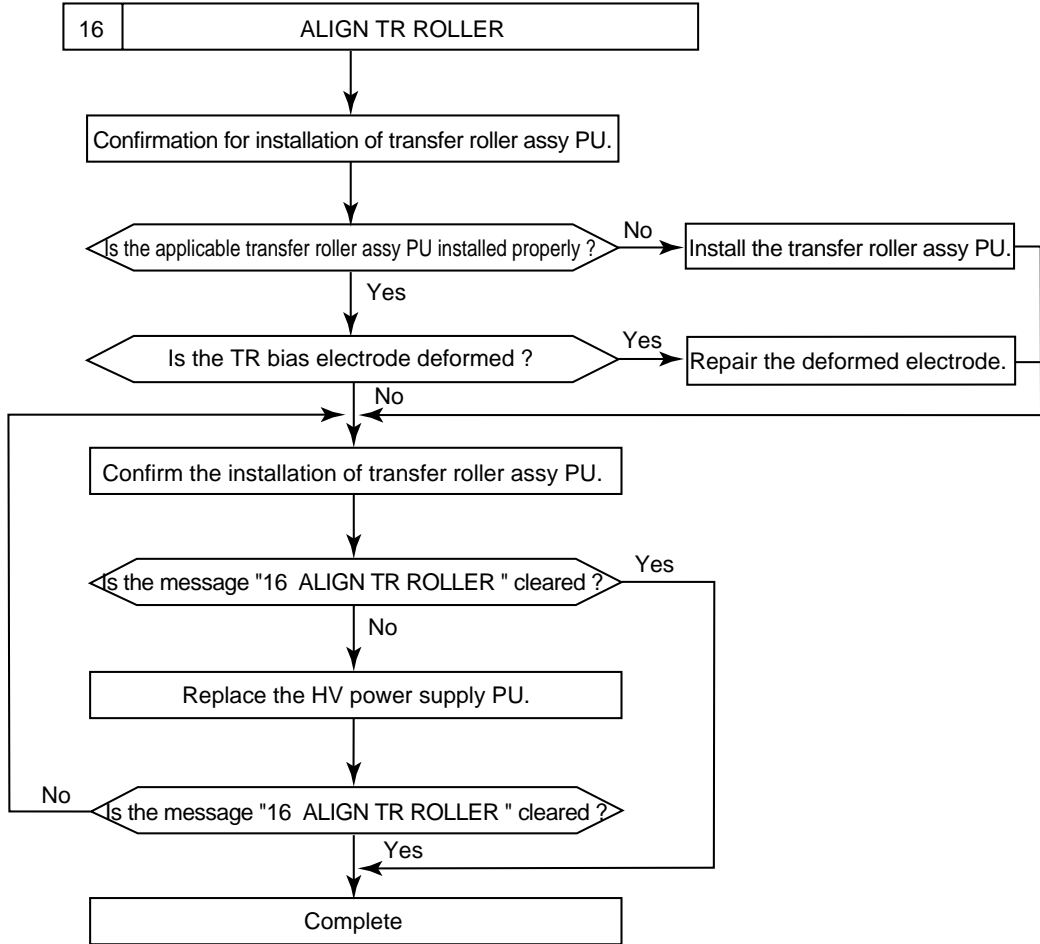 16 ALIGN TR ROLLER
Confirmation for installation of transfer roller assy PU.
Is the applicable transfer roller assy PU installed properly ?
No
Install the transfer roller assy PU.
Yes
Is the TR bias electrode deformed ?
Yes
Repair the deformed electrode.
No
Confirm the installation of transfer roller assy PU.
Is the message "16 ALIGN TR ROLLER " cleared ?
Yes
No
Replace the HV power supply PU.
No
Is the message "16 ALIGN TR ROLLER " cleared ?
Yes
Complete